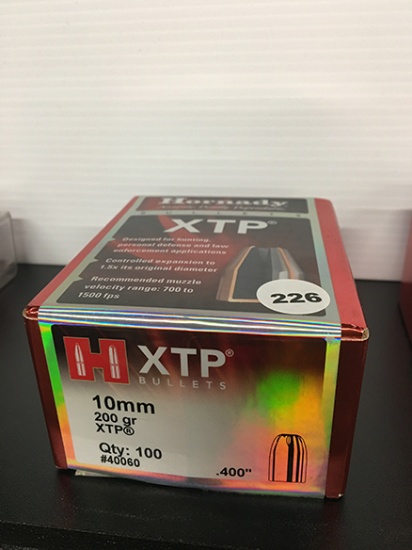 Hornady
BULLETS
XTP®
Designed for hunting,
personal defense and law
enforcement applications
Controlled expansion to
1.5x its original diameter
Recommended muzzle
velocity range: 700 to
1500 fps
226
H XTP®
BULLETS
10mm
200 gr
XTP®
Qty: 100
#40060
.400"